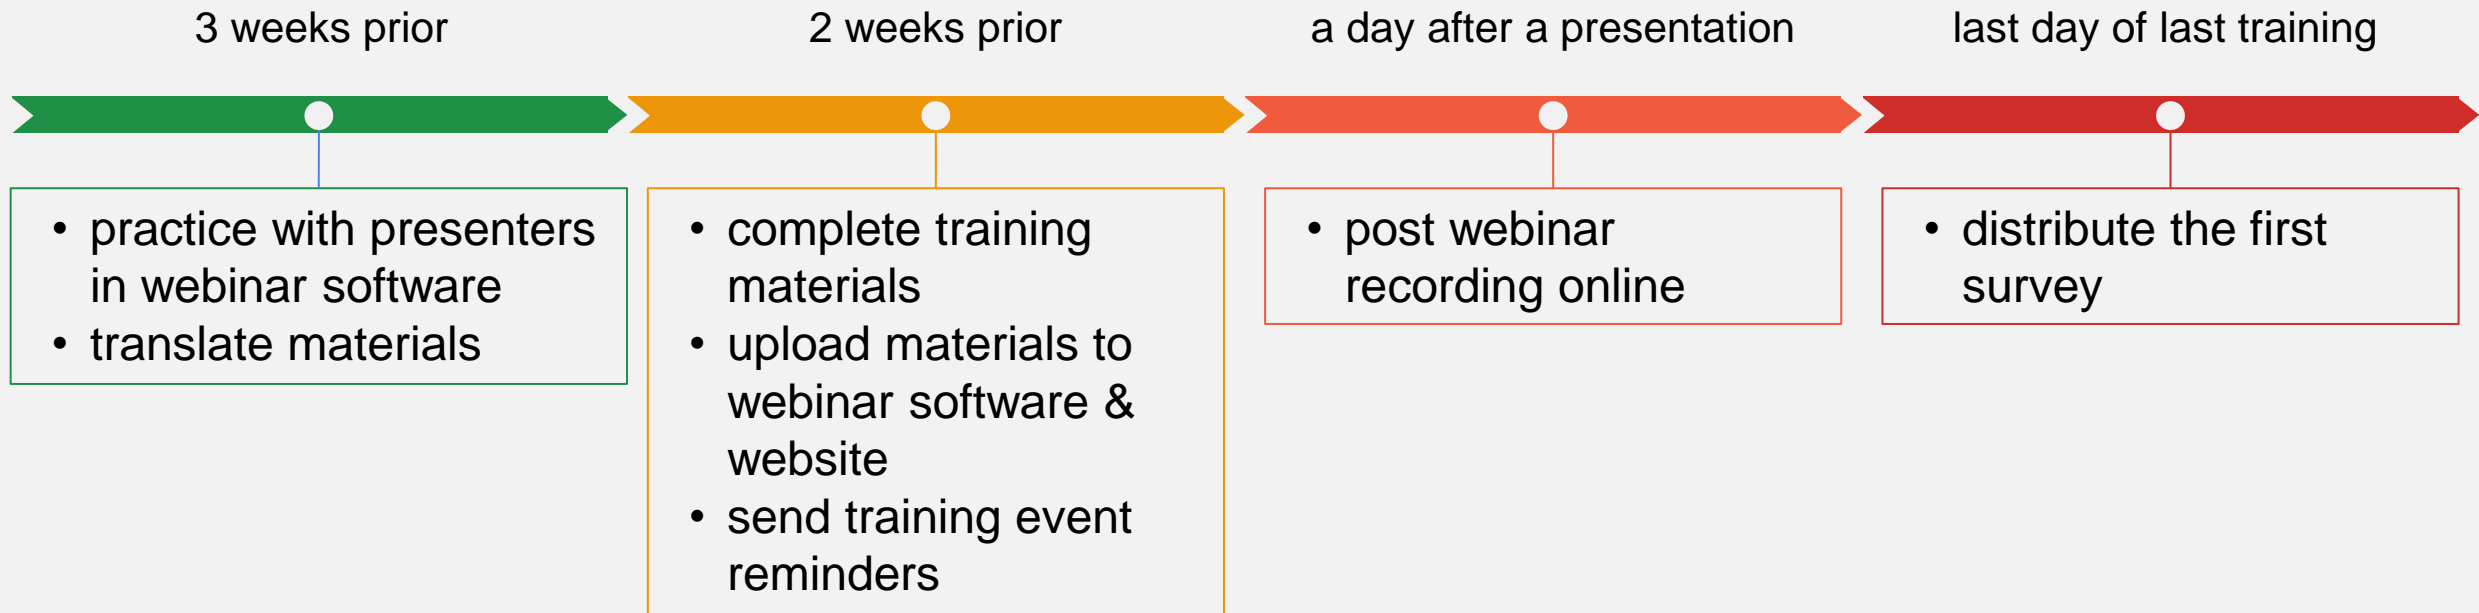 3 weeks prior
2 weeks prior
a day after a presentation
last day of last training
• practice with presenters
in webinar software
• translate materials
• complete training
materials
• upload materials to
webinar software &
website
• send training event
reminders
• post webinar
recording online
• distribute the first
survey